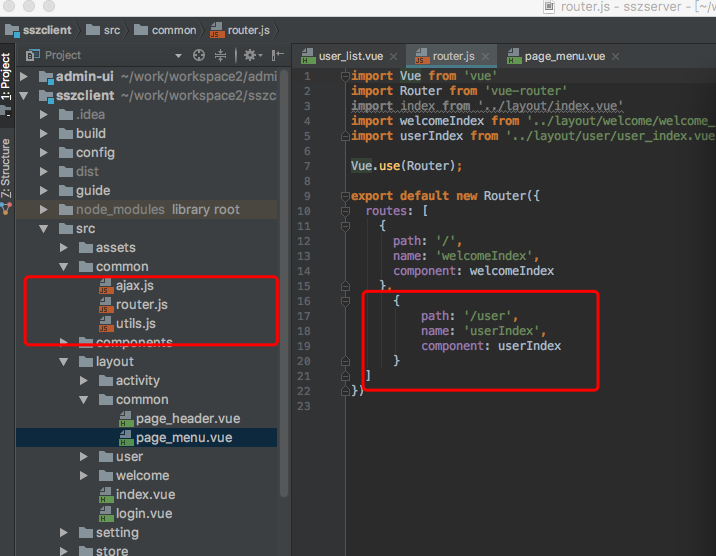 router.js - sszserver - [~/
sszclient
src
common
router.js
Project
user_list.vue
router.js
page_menu.vue
1: Project
7: Structure
admin-ui ~/work/workspace2/admi
sszclient ~/work/workspace2/sszc
.idea
build
config
dist
guide
node_modules library root
src
assets
common
ajax.js
router.js
utils.js
components
layout
activity
common
page_header.vue
page_menu.vue
user
welcome
index.vue
login.vue
setting
store
1 import Vue from 'vue'
2 import Router from 'vue-router'
3 import index from '../layout/index.vue'
4 import welcomeIndex from '../layout/welcome/welcome_
5 import userIndex from '../layout/user/user_index.vue
6
7 Vue.use(Router);
8
9 export default new Router({
10 routes: [
11 {
12 path: '/',
13 name: 'welcomeIndex',
14 component: welcomeIndex
15 },
16 {
17 path: '/user',
18 name: 'userIndex',
19 component: userIndex
20 }
21 ]
22 })
23